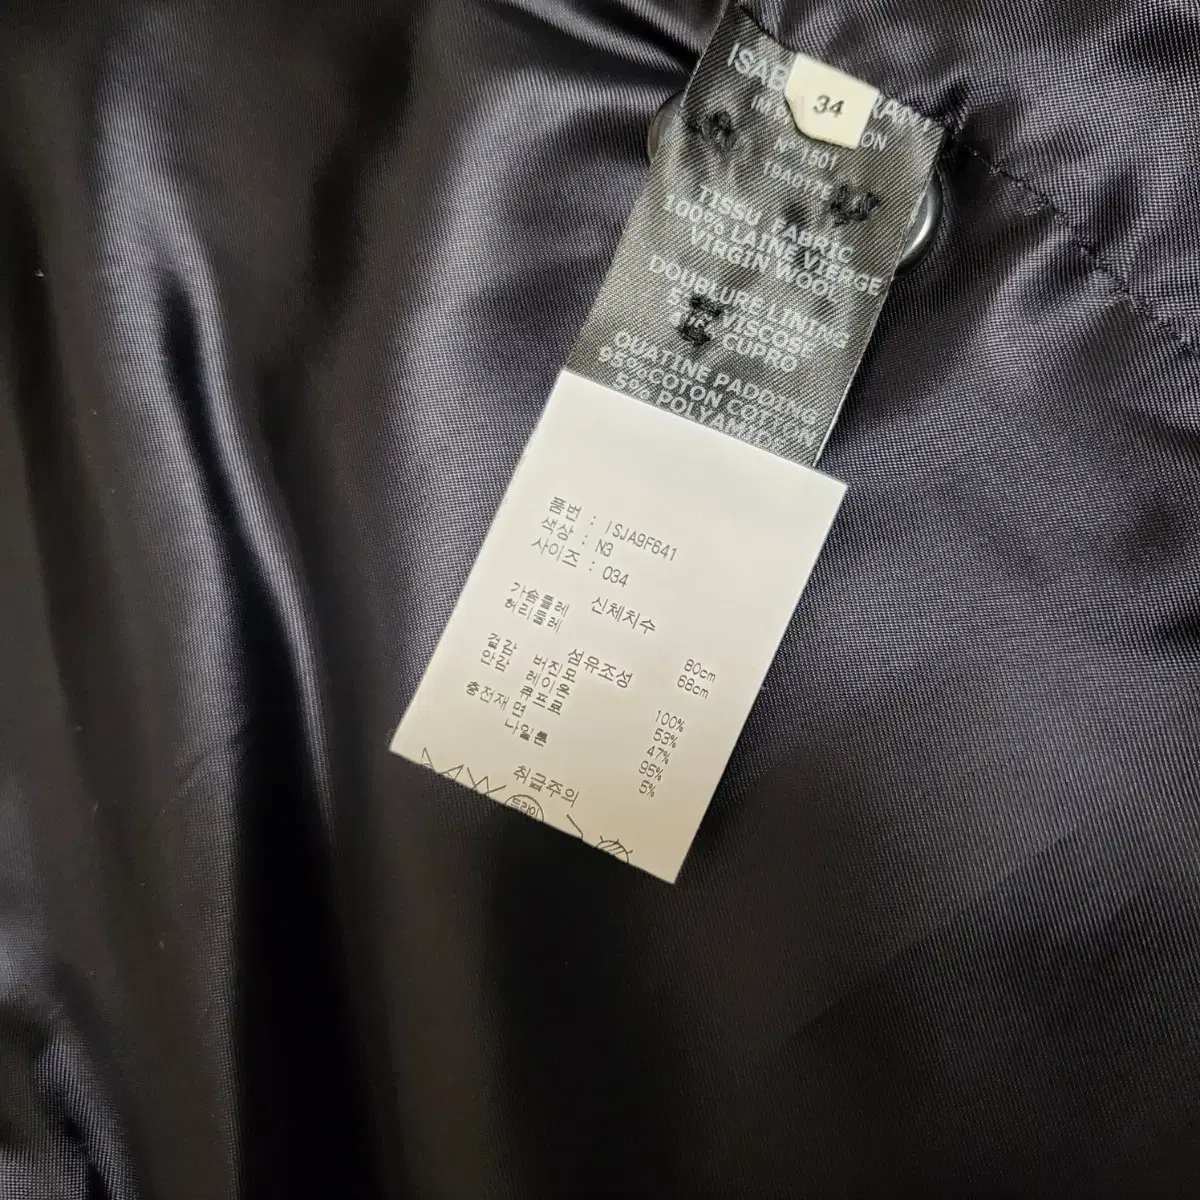 34
N° 1501
TISSU FABRIC
100% LAINE VIERGE
VIRGIN WOOL
DOUBLURE LINING
VISCOSE
CUPRO
OUATINE PADDING
95%COTON COTTON
5% POLYAMIDE
품번 : ISJA9F641
색상 : N3
사이즈 : 034
신체치수
가슴둘레 80cm
허리둘레 68cm
섬유조성
겉감 버진모 100%
안감 레이온 53%
큐프로 47%
충전재 면 95%
나일론 5%
취급주의
드라이